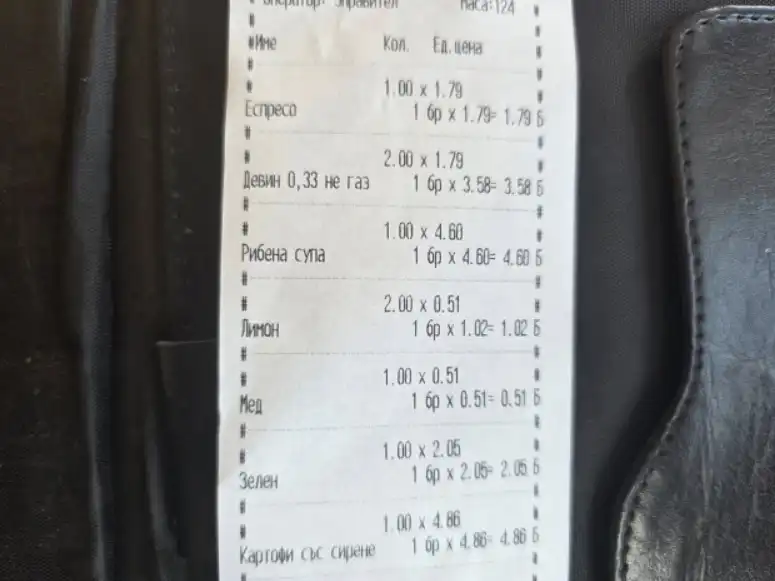 # Оператор: Управител Маса:124
#
#Име Кол. Ед.цена #
#
# 1.00 x 1.79 #
Еспресо 1 бр x 1.79= 1.79 Б
#
# 2.00 x 1.79 #
Девин 0,33 не газ 1 бр x 3.58= 3.58 Б
#
# 1.00 x 4.60 #
Рибена супа 1 бр x 4.60= 4.60 Б
#
# 2.00 x 0.51 #
Лимон 1 бр x 1.02= 1.02 Б
#
# 1.00 x 0.51 #
Мед 1 бр x 0.51= 0.51 Б
#
# 1.00 x 2.05 #
Зелен 1 бр x 2.05= 2.05 Б
#
# 1.00 x 4.86 #
Картофи със сирене 1 бр x 4.86= 4.86 Б
#